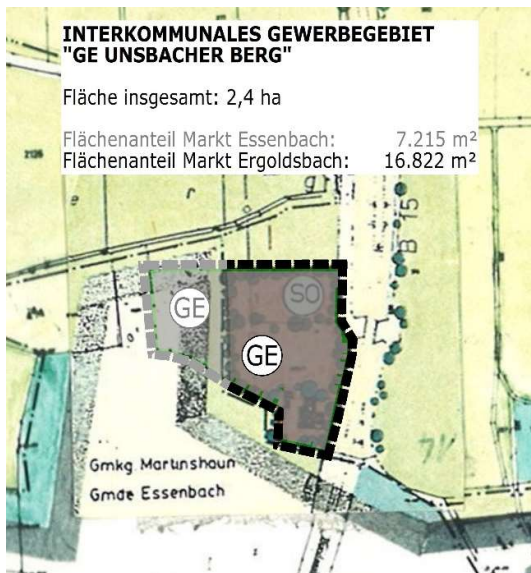 INTERKOMMUNALES GEWERBEGEBIET
"GE UNSBACHER BERG"
Fläche insgesamt: 2,4 ha
Flächenanteil Markt Essenbach: 7.215 m²
Flächenanteil Markt Ergoldsbach: 16.822 m²
2126
e r g
B 15
GE
SO
GE
Gmkg. Martinshaun
Gmde Essenbach